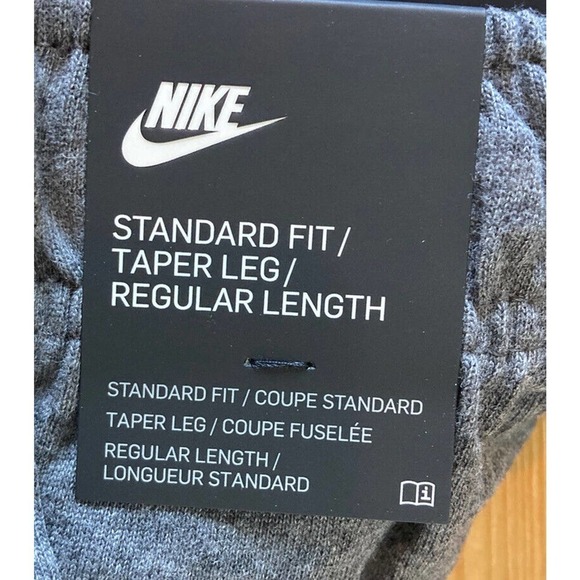 NIKE
STANDARD FIT /
TAPER LEG /
REGULAR LENGTH
STANDARD FIT / COUPE STANDARD
TAPER LEG / COUPE FUSELÉE
REGULAR LENGTH /
LONGUEUR STANDARD
i